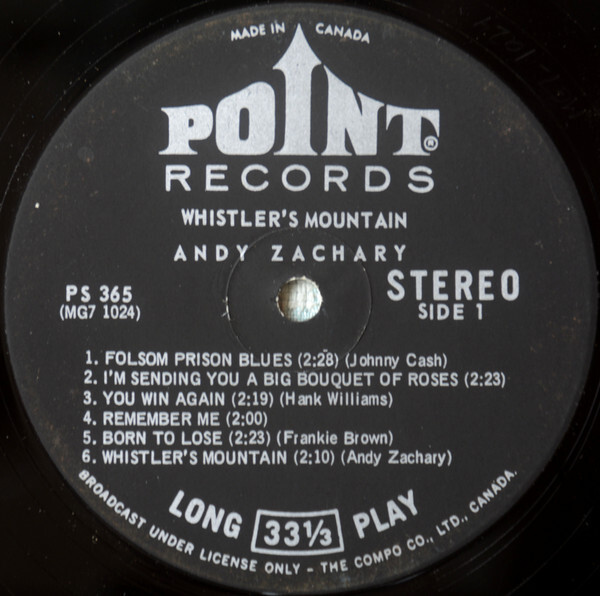 MADE IN CANADA
POINT®
RECORDS
WHISTLER'S MOUNTAIN
ANDY ZACHARY
PS 365
(MG7 1024)
STEREO
SIDE 1
1. FOLSOM PRISON BLUES (2:28) (Johnny Cash)
2. I'M SENDING YOU A BIG BOUQUET OF ROSES (2:23)
3. YOU WIN AGAIN (2:19) (Hank Williams)
4. REMEMBER ME (2:00)
5. BORN TO LOSE (2:23) (Frankie Brown)
6. WHISTLER'S MOUNTAIN (2:10) (Andy Zachary)
LONG 33⅓ PLAY
BROADCAST UNDER LICENSE ONLY - THE COMPO CO., LTD., CANADA.